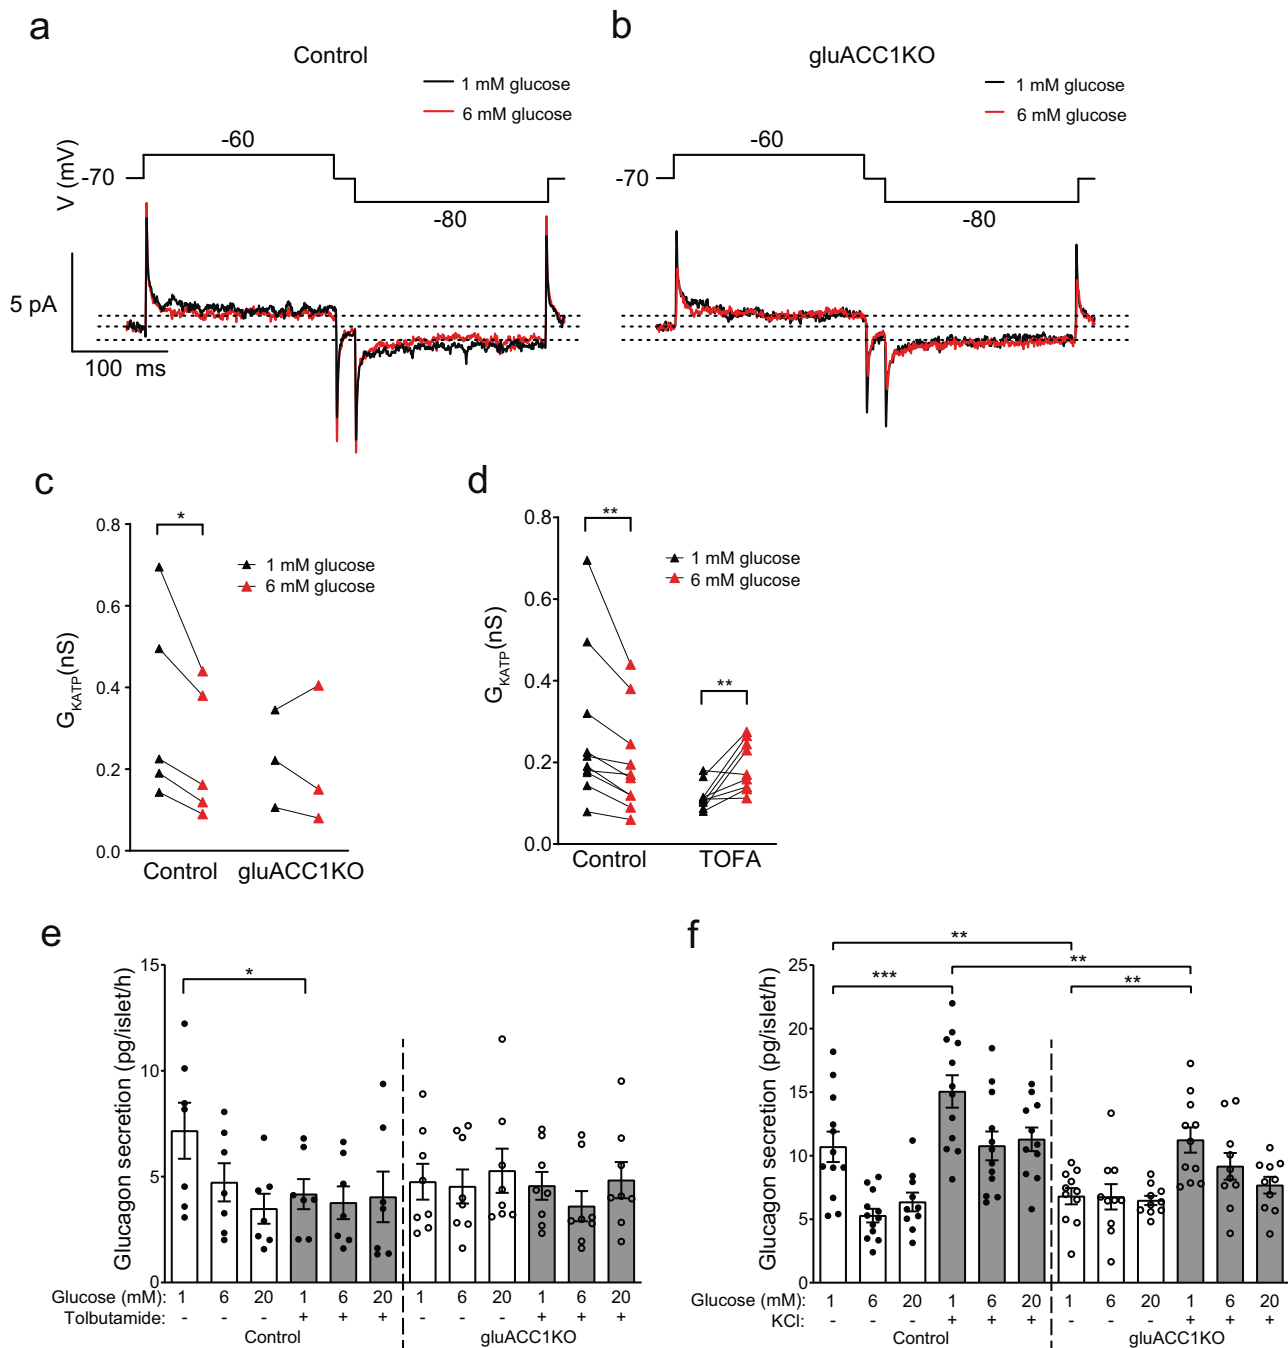 a
Control
1 mM glucose
6 mM glucose
V (mV)
-70
-60
-80
5 pA
100 ms
b
gluACC1KO
1 mM glucose
6 mM glucose
-70
-60
-80
c
G_KATP (nS)
0.8
0.6
0.4
0.2
0.0
*
1 mM glucose
6 mM glucose
Control gluACC1KO
d
G_KATP (nS)
0.8
0.6
0.4
0.2
0.0
**
**
1 mM glucose
6 mM glucose
Control TOFA
e
Glucagon secretion (pg/islet/h)
15
10
5
0
*
Glucose (mM): 1 6 20 1 6 20 1 6 20 1 6 20
Tolbutamide: - - - + + + - - - + + +
Control gluACC1KO
f
Glucagon secretion (pg/islet/h)
25
20
15
10
5
0
**
**
***
**
Glucose (mM): 1 6 20 1 6 20 1 6 20 1 6 20
KCl: - - - + + + - - - + + +
Control gluACC1KO